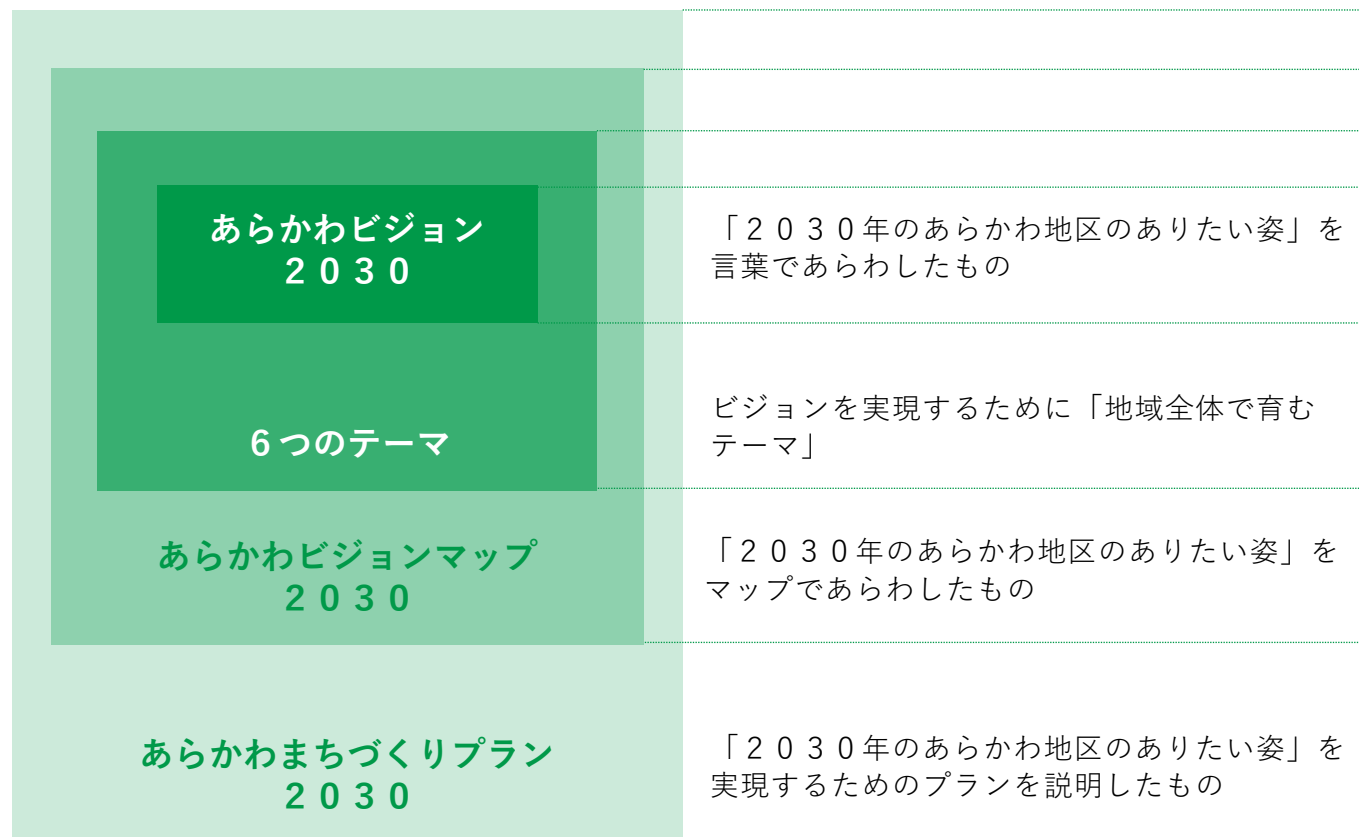 あらかわビジョン
２０３０
「２０３０年のあらかわ地区のありたい姿」を
言葉であらわしたもの
６つのテーマ
ビジョンを実現するために「地域全体で育む
テーマ」
あらかわビジョンマップ
２０３０
「２０３０年のあらかわ地区のありたい姿」を
マップであらわしたもの
あらかわまちづくりプラン
２０３０
「２０３０年のあらかわ地区のありたい姿」を
実現するためのプランを説明したもの